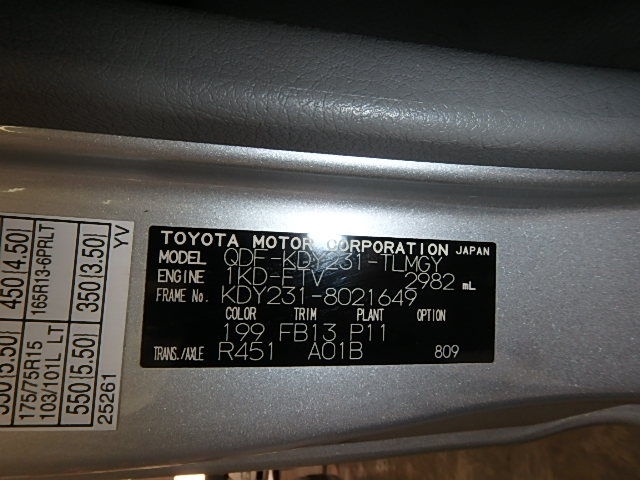 TOYOTA MOTOR CORPORATION JAPAN
MODEL QDF-KDY231-TLMGY
ENGINE 1KD-FTV 2982 mL
FRAME No. KDY231-8021649
COLOR TRIM PLANT OPTION
199 FB13 P11
TRANS./AXLE R451 A01B 809
450 [4.50]
165R13-6PRLT
350 [3.50]
YV
550 [5.50]
175/75R15
103/101L LT
550 [5.50]
25261